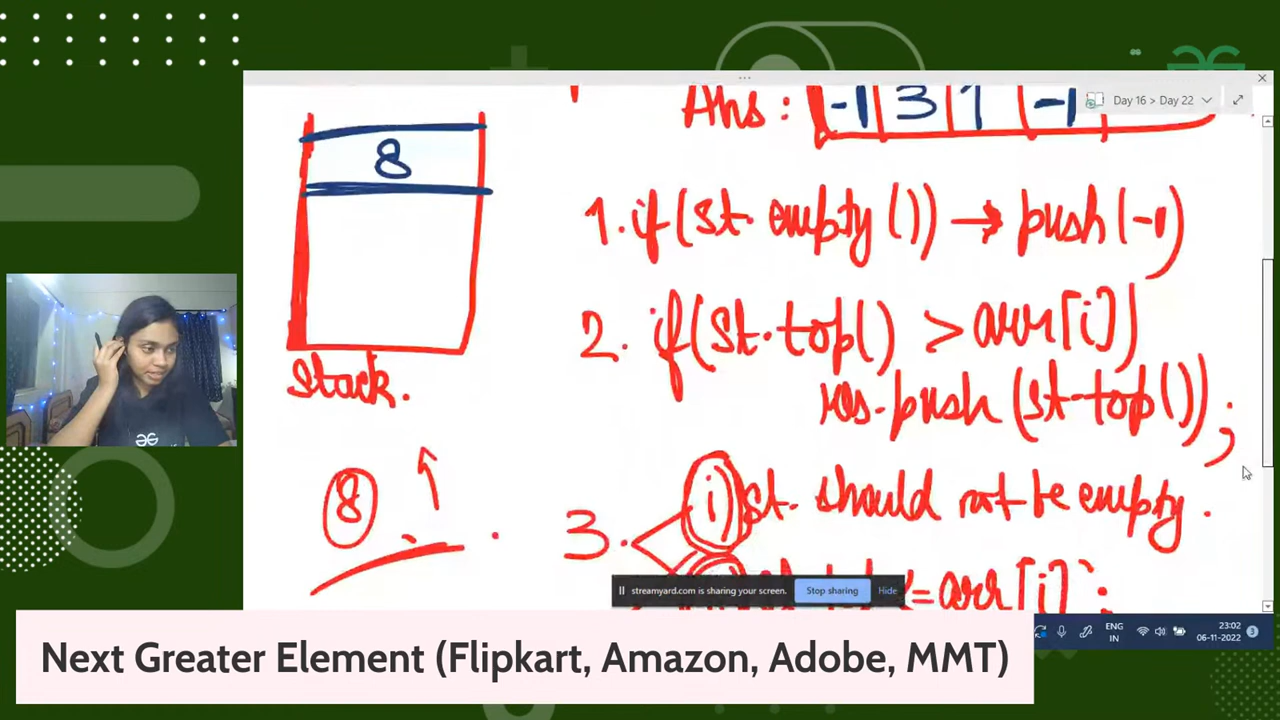 Day 16 > Day 22
Ans : -1 3 1 -1
8
1. if(st.empty()) → push(-1)
2. if(st.top() > arr[i])
res.push(st.top());
Stack.
8
3. i) st. should not be empty.
<=arr[i];
streamyard.com is sharing your screen. Stop sharing Hide
ENG
IN
23:02
06-11-2022
3
Next Greater Element (Flipkart, Amazon, Adobe, MMT)